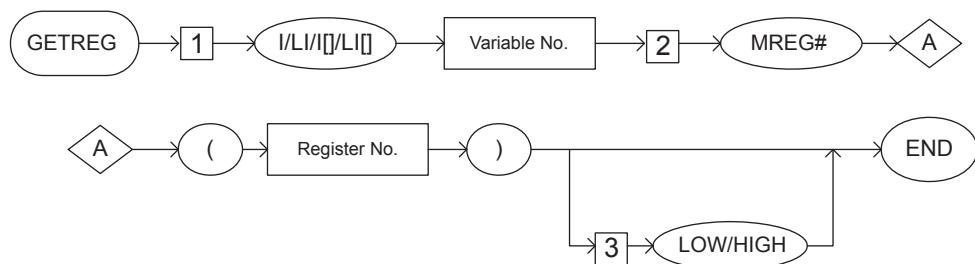 GETREG 1 I/LI/I[]/LI[] Variable No. 2 MREG# A
A ( Register No. ) END
3 LOW/HIGH